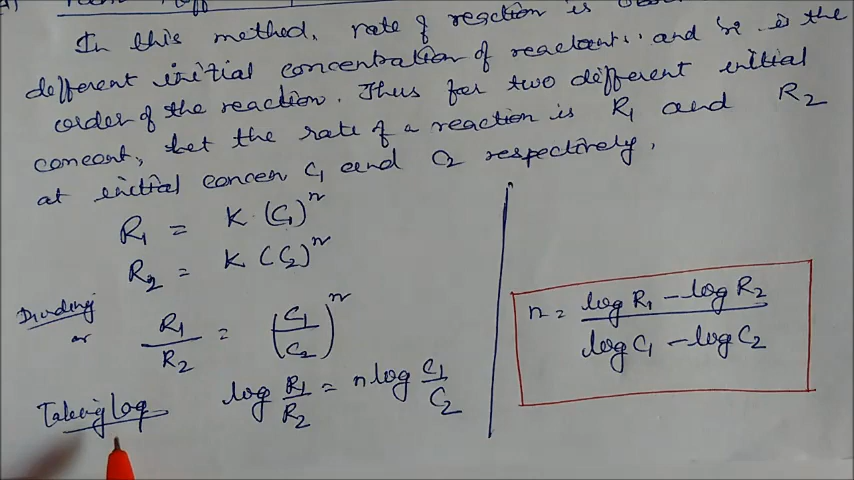 In this method, rate of reaction is
different initial concentration of reactant.. and 'n' is the
order of the reaction. Thus for two different initial
concent, let the rate of a reaction is R₁ and R₂
at initial concen C₁ and C₂ respectively.
R₁ = K (C₁)ⁿ
R₂ = K (C₂)ⁿ
Dividing or R₁/R₂ = (C₁/C₂)ⁿ
Taking Log log R₁/R₂ = n log C₁/C₂
n = log R₁ - log R₂ / log C₁ - log C₂